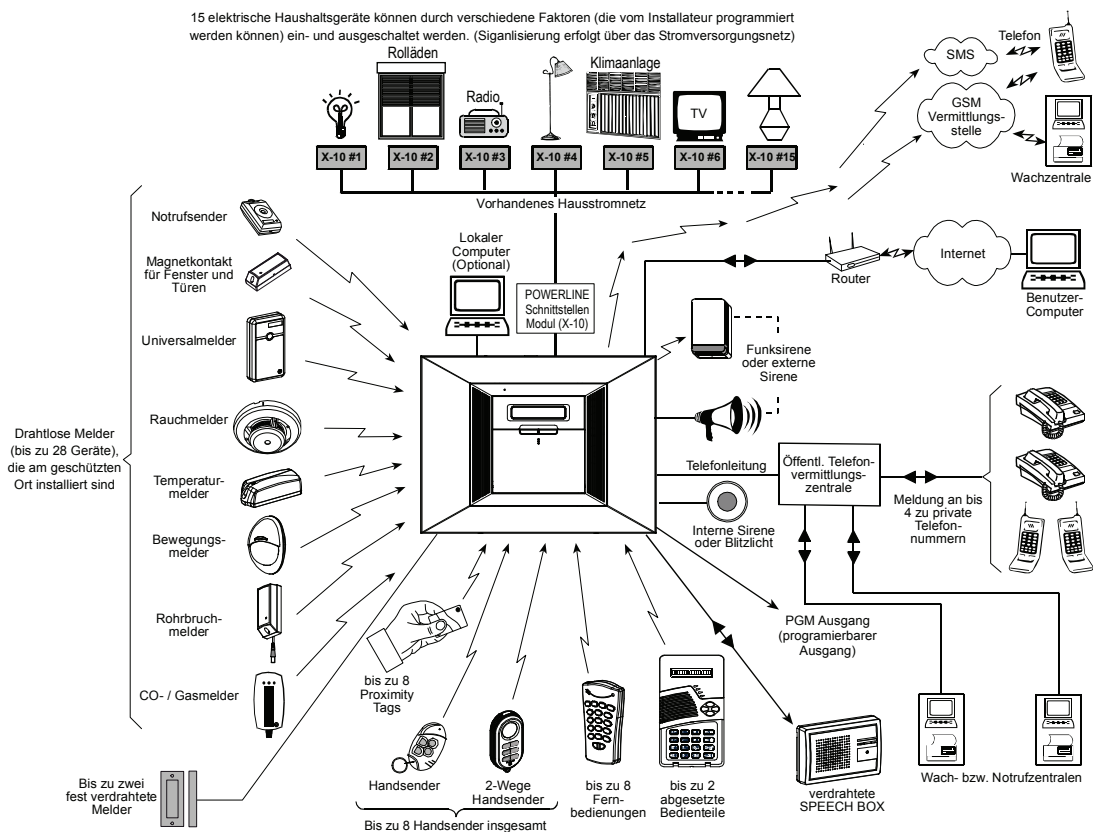 15 elektrische Haushaltsgeräte können durch verschiedene Faktoren (die vom Installateur programmiert
werden können) ein- und ausgeschaltet werden. (Siganlisierung erfolgt über das Stromversorgungsnetz)
Rolläden
Radio
Klimaanlage
TV
X-10 #1
X-10 #2
X-10 #3
X-10 #4
X-10 #5
X-10 #6
X-10 #15
Vorhandenes Hausstromnetz
SMS
Telefon
GSM
Vermittlungs-
stelle
Wachzentrale
Notrufsender
Magnetkontakt
für Fenster und
Türen
Universalmelder
Rauchmelder
Drahtlose Melder
(bis zu 28 Geräte),
die am geschützten
Ort installiert sind
Temperatur-
melder
Bewegungs-
melder
Rohrbruch-
melder
CO- / Gasmelder
Bis zu zwei
fest verdrahtete
Melder
Lokaler
Computer
(Optional)
POWERLINE
Schnittstellen
Modul (X-10)
Router
Internet
Benutzer-
Computer
Funksirene
oder externe
Sirene
Telefonleitung
Öffentl. Telefon-
vermittlungs-
zentrale
Meldung an bis
4 zu private
Telefon-
nummern
Interne Sirene
oder Blitzlicht
PGM Ausgang
(programierbarer
Ausgang)
bis zu 8
Proximity
Tags
Handsender
2-Wege
Handsender
Bis zu 8 Handsender insgesamt
bis zu 8
Fern-
bedienungen
bis zu 2
abgesetzte
Bedienteile
verdrahtete
SPEECH BOX
Wach- bzw. Notrufzentralen